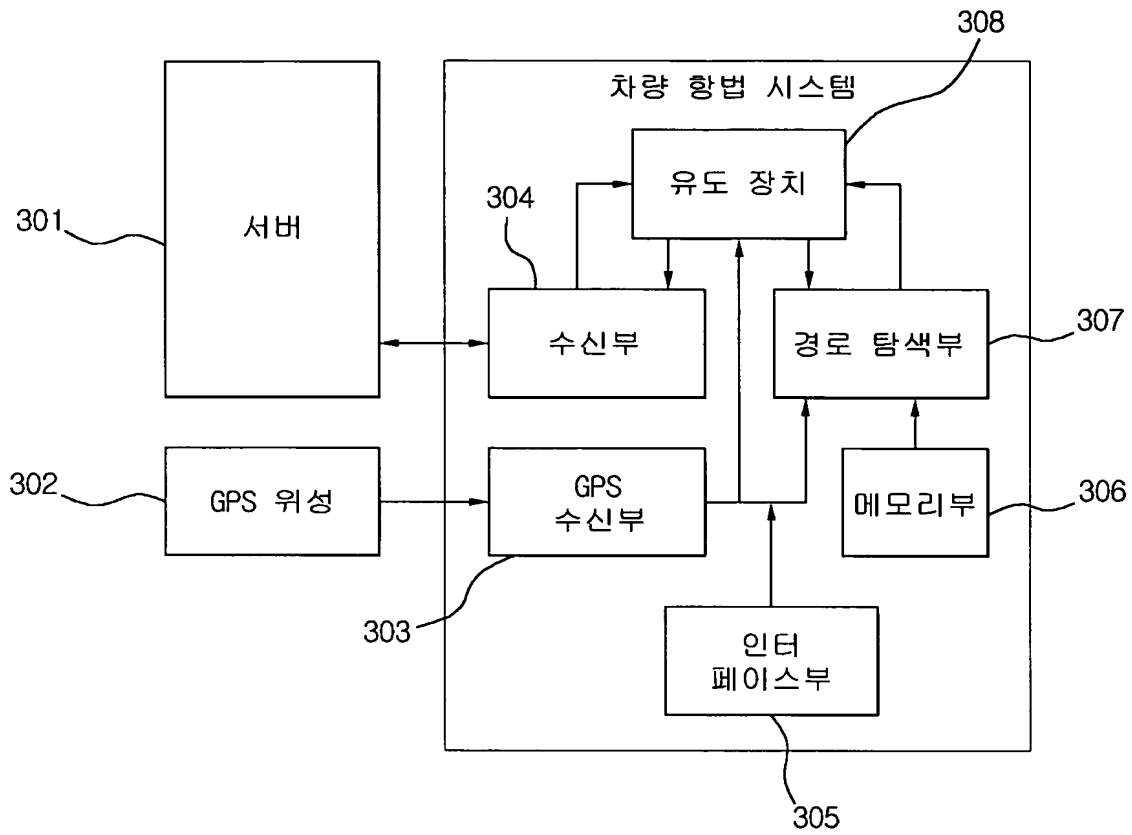 308
차량 항법 시스템
유도 장치
304
301
서버
수신부
경로 탐색부
307
302
GPS 위성
GPS
수신부
메모리부
306
303
인터
페이스부
305